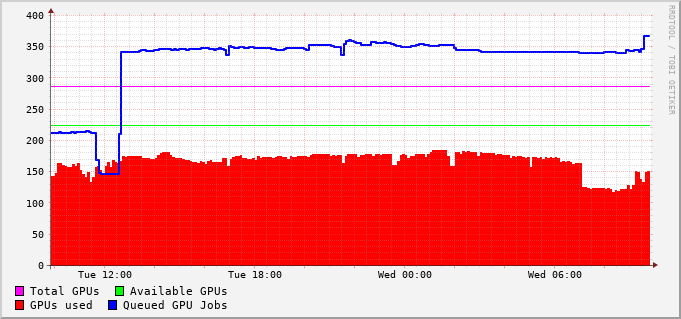 400
350
300
250
200
150
100
50
0
Tue 12:00 Tue 18:00 Wed 00:00 Wed 06:00
Total GPUs Available GPUs
GPUs used Queued GPU Jobs
RRDTOOL / TOBI OETIKER